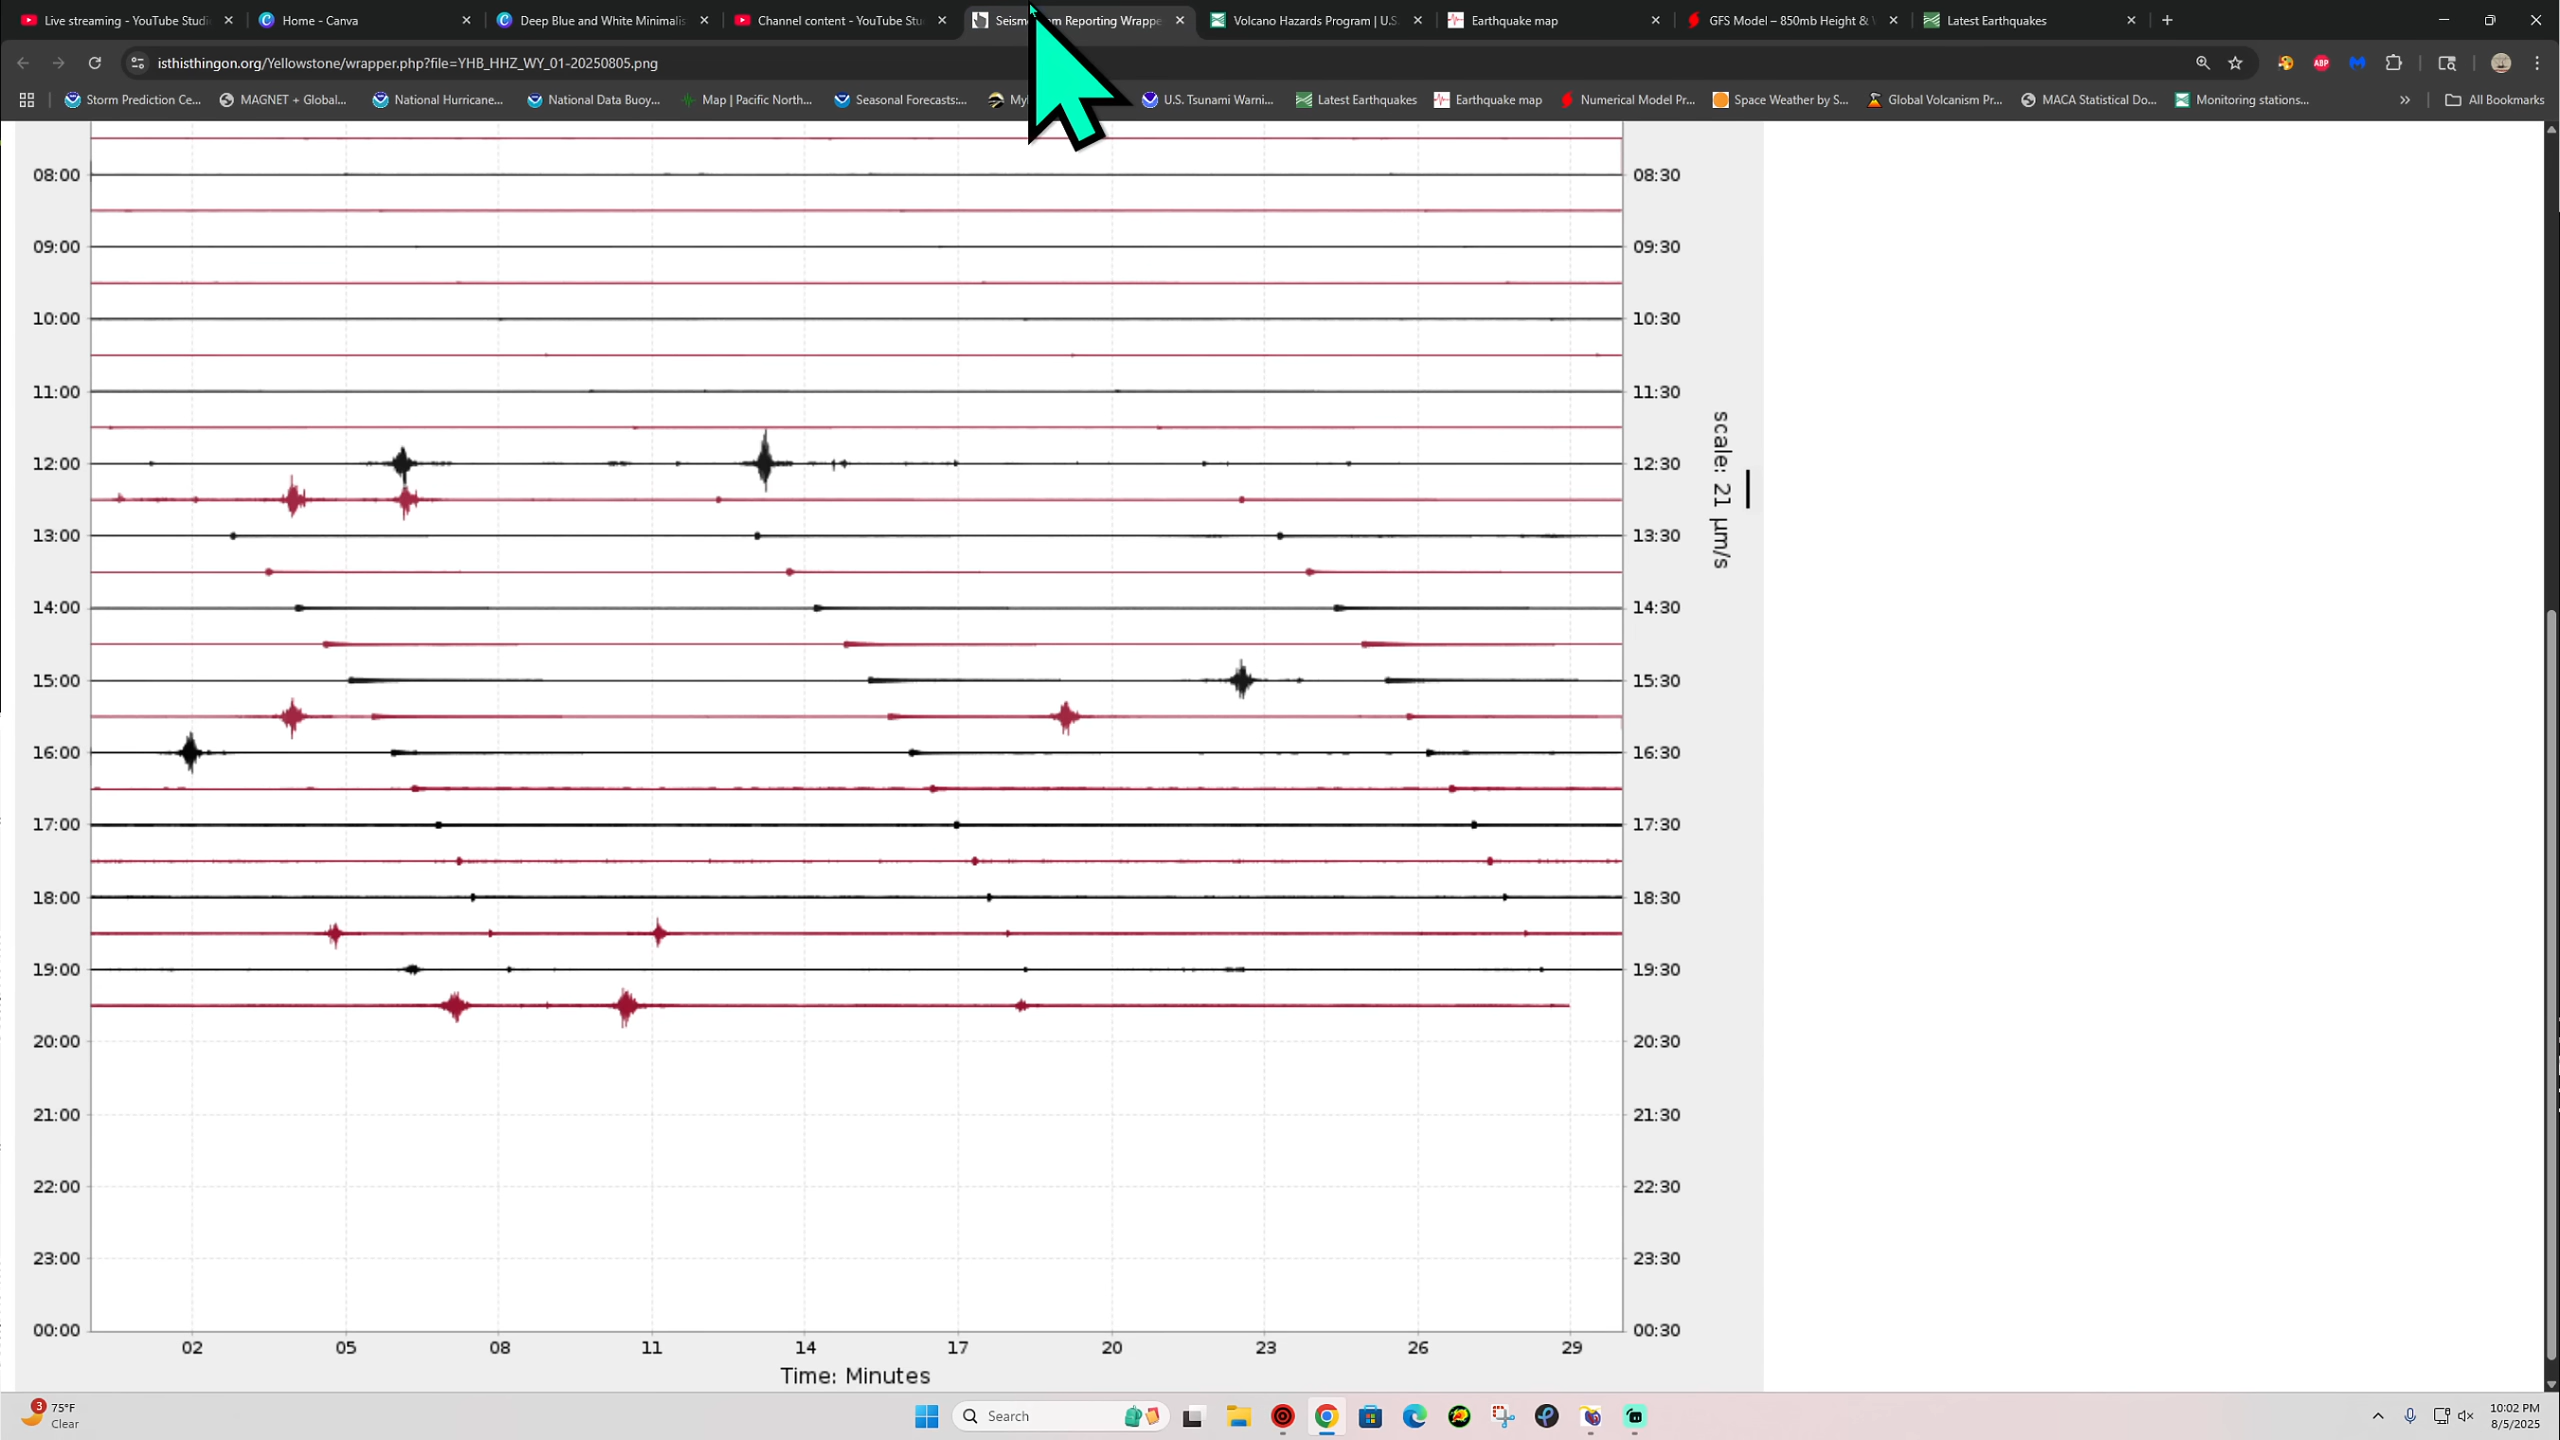 Live streaming - YouTube Studi
Home - Canva
Deep Blue and White Minimalis
Channel content - YouTube Stu
Seism
m Reporting Wrappe
Volcano Hazards Program | U.S
Earthquake map
GFS Model – 850mb Height &
Latest Earthquakes
isthisthingon.org/Yellowstone/wrapper.php?file=YHB_HHZ_WY_01-20250805.png
ABP
Storm Prediction Ce...
MAGNET + Global...
National Hurricane...
National Data Buoy...
Map | Pacific North...
Seasonal Forecasts:...
U.S. Tsunami Warni...
Latest Earthquakes
Earthquake map
Numerical Model Pr...
Space Weather by S...
Global Volcanism Pr...
MACA Statistical Do...
Monitoring stations...
All Bookmarks
08:00 08:30
09:00 09:30
10:00 10:30
11:00 11:30
12:00 12:30
13:00 13:30
14:00 14:30
15:00 15:30
16:00 16:30
17:00 17:30
18:00 18:30
19:00 19:30
20:00 20:30
21:00 21:30
22:00 22:30
23:00 23:30
00:00 00:30
scale: 21 µm/s
02 05 08 11 14 17 20 23 26 29
Time: Minutes
3
75°F
Clear
Search
10:02 PM
8/5/2025